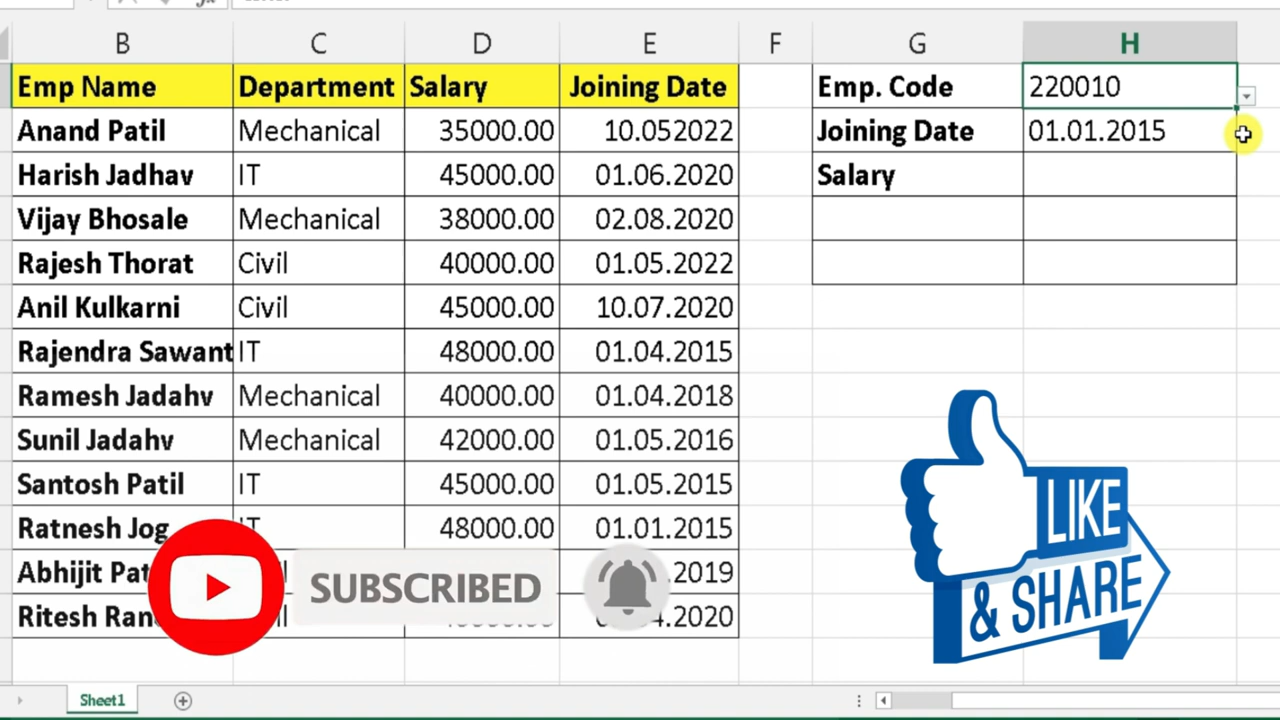 B C D E F G H
Emp Name Department Salary Joining Date Emp. Code 220010
Anand Patil Mechanical 35000.00 10.052022 Joining Date 01.01.2015
Harish Jadhav IT 45000.00 01.06.2020 Salary
Vijay Bhosale Mechanical 38000.00 02.08.2020
Rajesh Thorat Civil 40000.00 01.05.2022
Anil Kulkarni Civil 45000.00 10.07.2020
Rajendra Sawant IT 48000.00 01.04.2015
Ramesh Jadahv Mechanical 40000.00 01.04.2018
Sunil Jadahv Mechanical 42000.00 01.05.2016
Santosh Patil IT 45000.00 01.05.2015
Ratnesh Jog IT 48000.00 01.01.2015
Abhijit .2019
Ritesh .2020
SUBSCRIBED
LIKE
& SHARE
Sheet1